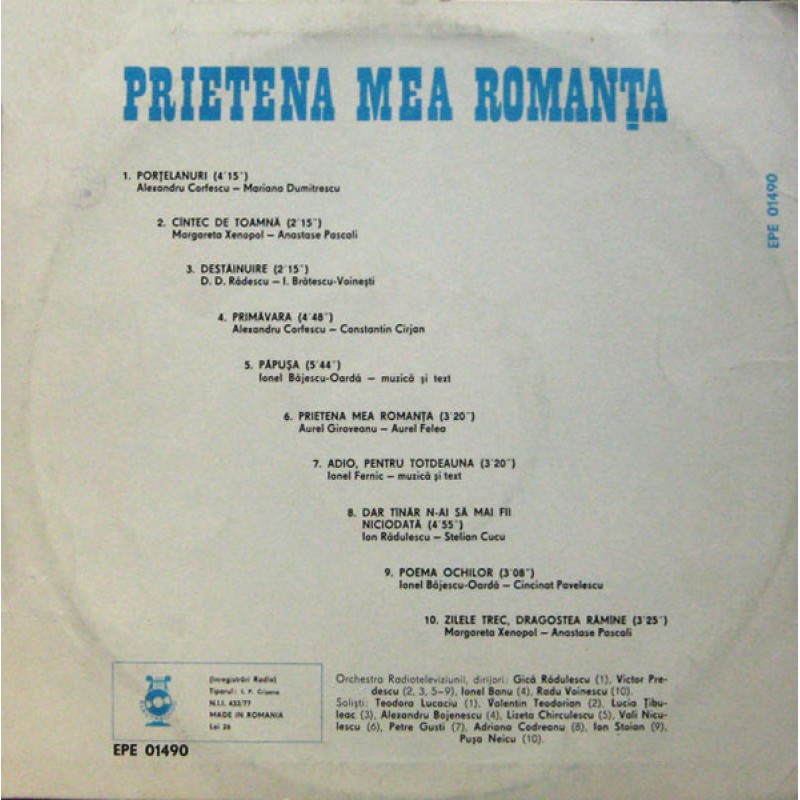 PRIETENA MEA ROMANȚA
1. PORȚELANURI (4'15")
Alexandru Corfescu – Mariana Dumitrescu
EPE 01490
2. CÎNTEC DE TOAMNĂ (2'15")
Margareta Xenopol – Anastase Pascali
3. DESTĂINUIRE (2'15")
D. D. Rădescu – I. Brătescu-Voinești
4. PRIMĂVARA (4'48")
Alexandru Corfescu – Constantin Cîrjan
5. PĂPUȘA (5'44")
Ionel Băjescu-Oardă – muzică și text
6. PRIETENA MEA ROMANȚA (3'20")
Aurel Giroveanu – Aurel Felea
7. ADIO, PENTRU TOTDEAUNA (3'20")
Ionel Fernic – muzică și text
8. DAR TÎNĂR N-AI SĂ MAI FII
NICIODATĂ (4'55")
Ion Rădulescu – Stelian Cucu
9. POEMA OCHILOR (3'08")
Ionel Băjescu-Oardă – Cincinat Pavelescu
10. ZILELE TREC, DRAGOSTEA RĂMÎNE (3'25")
Margareta Xenopol – Anastase Pascali
(Înregistrări Radio)
Tiparul: I. P. Crișana
N.I.I. 433/77
MADE IN ROMANIA
Lei 26
EPE 01490
Orchestra Radioteleviziunii, dirijori: Gică Rădulescu (1), Victor Pre-
descu (2, 3, 5–9), Ionel Banu (4), Radu Voinescu (10).
Soliști: Teodora Lucaciu (1), Valentin Teodorian (2), Lucia Țibu-
leac (3), Alexandru Bojenescu (4), Lizeta Chirculescu (5), Vali Nicu-
lescu (6), Petre Gusti (7), Adriana Codreanu (8), Ion Stoian (9),
Pușa Neicu (10).